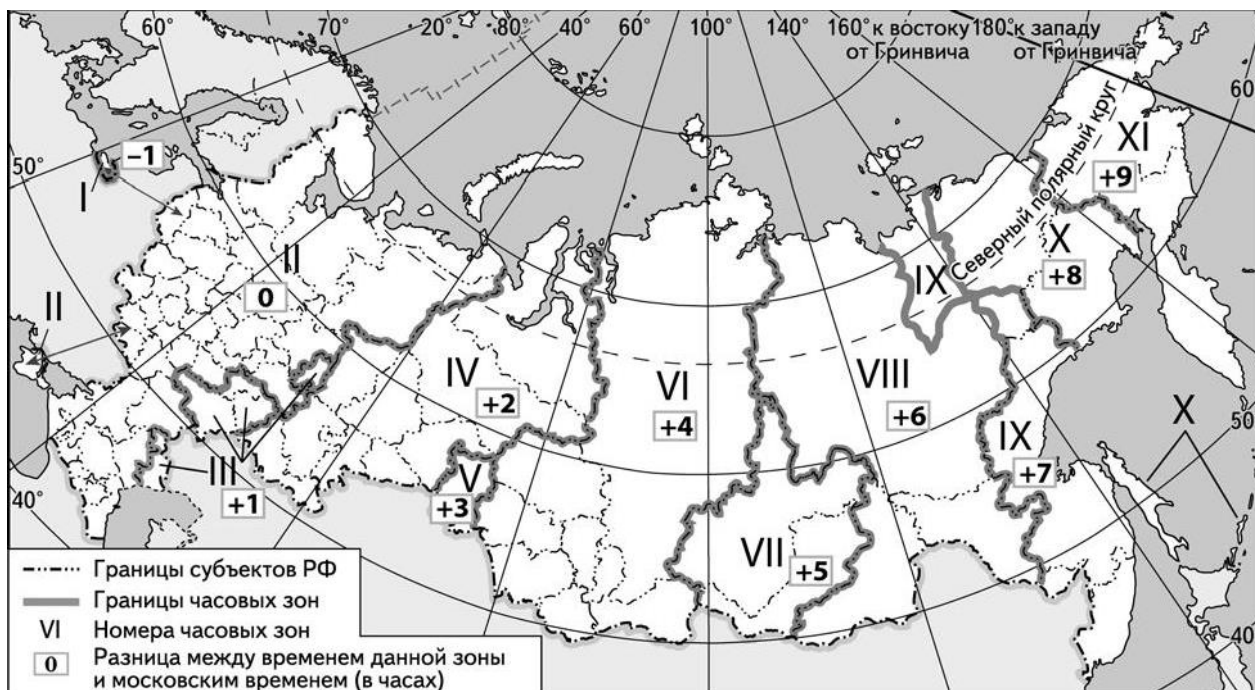 60° 70° 20° 40° 80° 100° 120° 140° 160° к востоку 180° к западу
от Гринвича от Гринвича
60°
50°
−1
I
XI
+9
Северный полярный круг
II
0
II
X
+8
IX
IV
+2
VI
+4
VIII
+6
X
50°
IX
+7
III
+1
V
+3
VII
+5
40°
40°
Границы субъектов РФ
Границы часовых зон
VI Номера часовых зон
0 Разница между временем данной зоны
и московским временем (в часах)